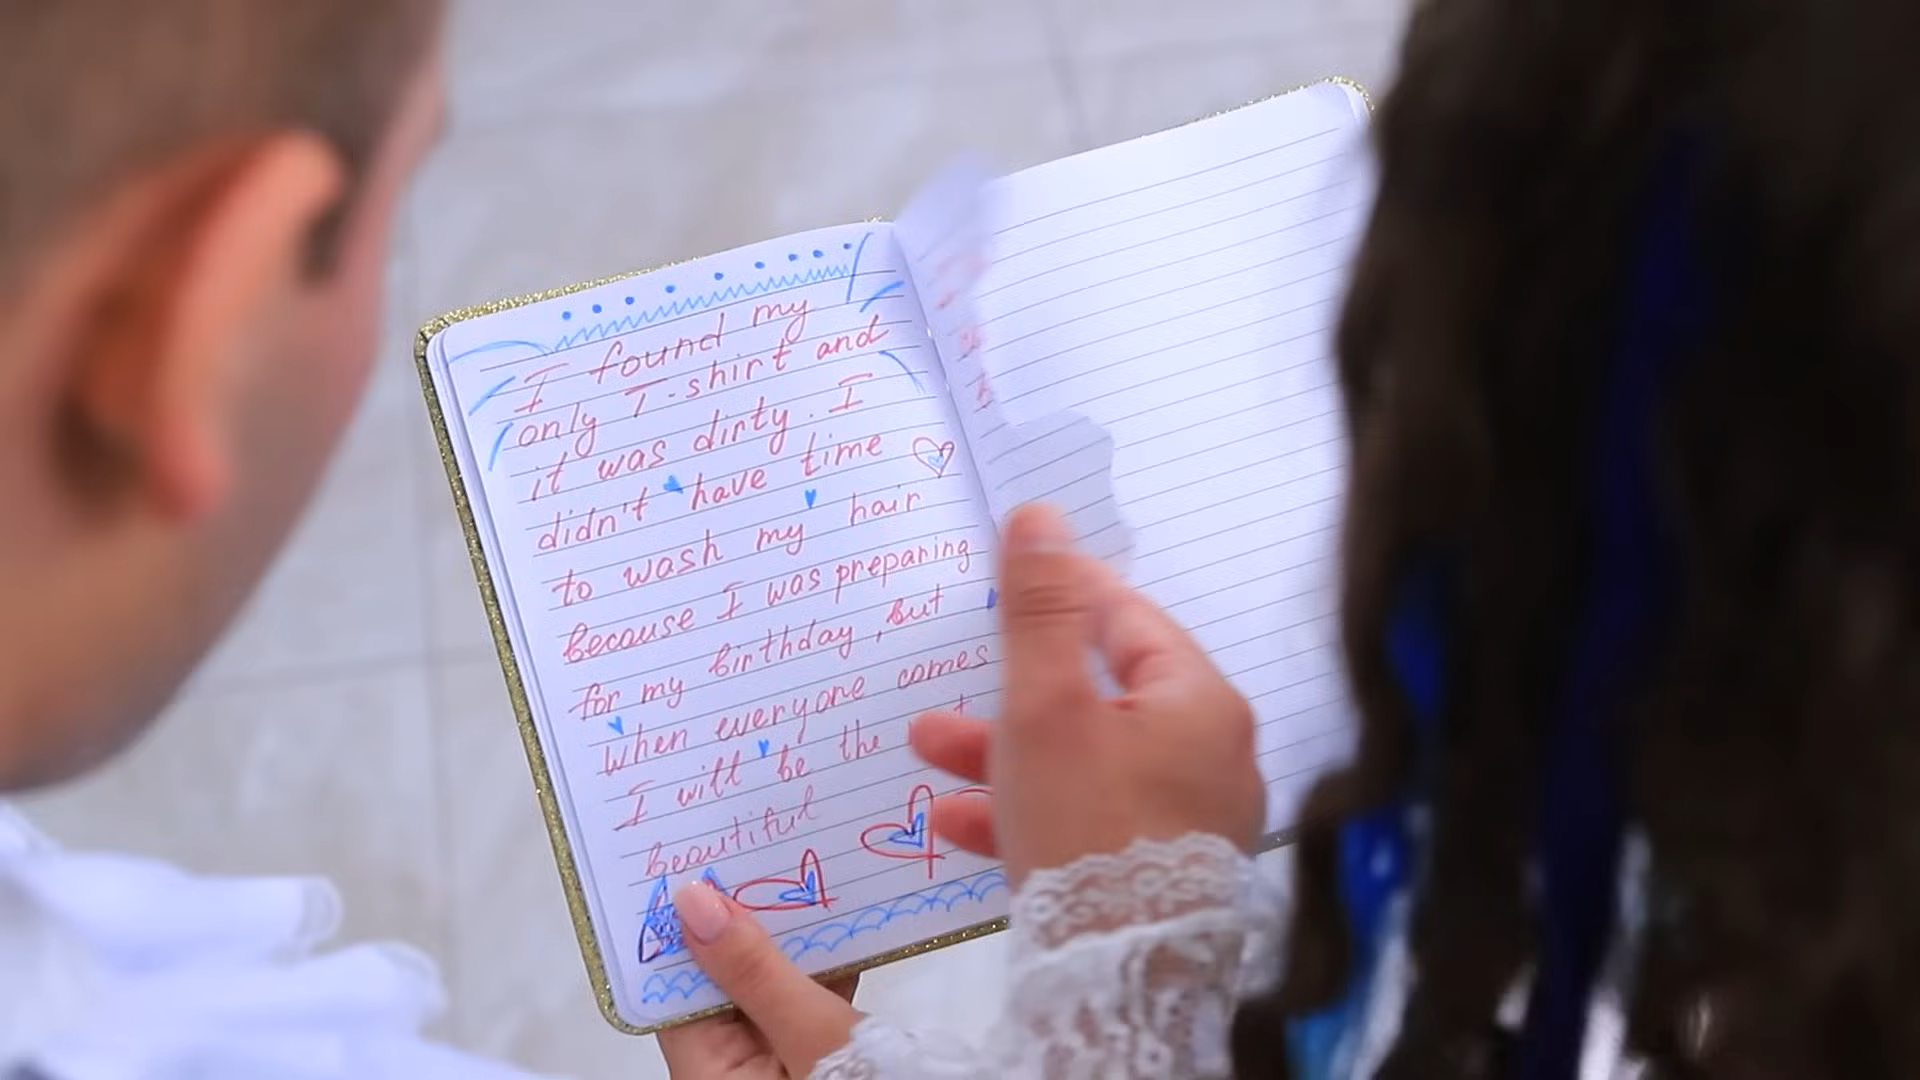 I found my
only T-shirt and
it was dirty. I
didn't have time
to wash my hair
because I was preparing
for my birthday, but
when everyone comes
I will be the
beautiful